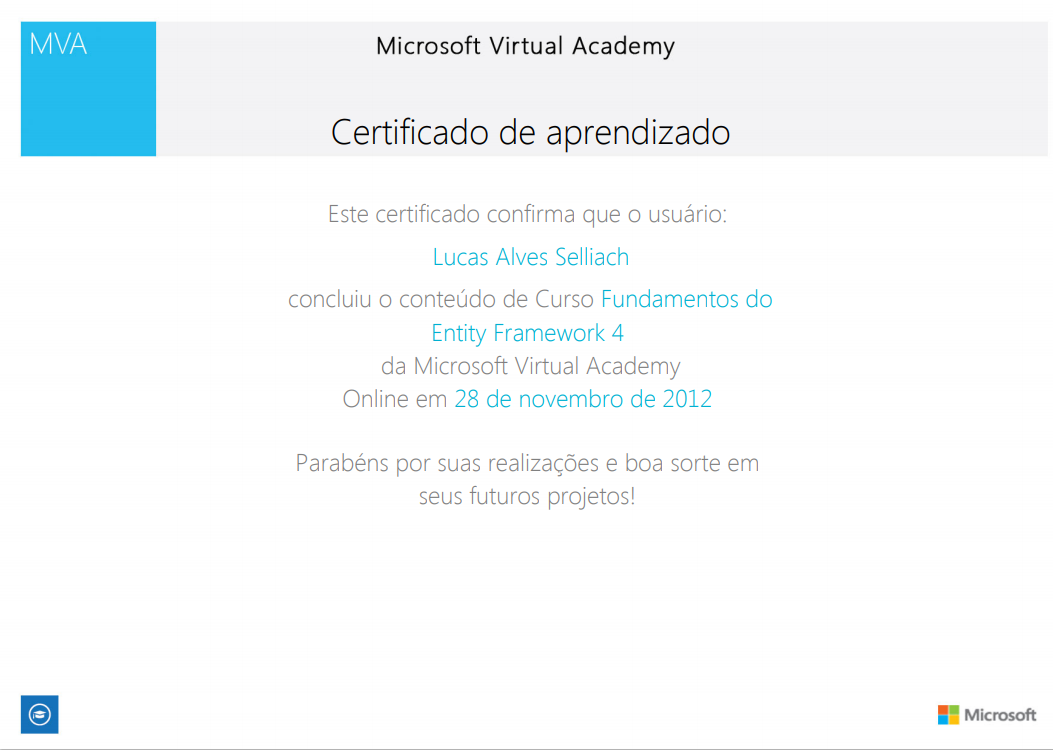 MVA
Microsoft Virtual Academy
Certificado de aprendizado
Este certificado confirma que o usuário:
Lucas Alves Selliach
concluiu o conteúdo de Curso Fundamentos do
Entity Framework 4
da Microsoft Virtual Academy
Online em 28 de novembro de 2012
Parabéns por suas realizações e boa sorte em
seus futuros projetos!
Microsoft